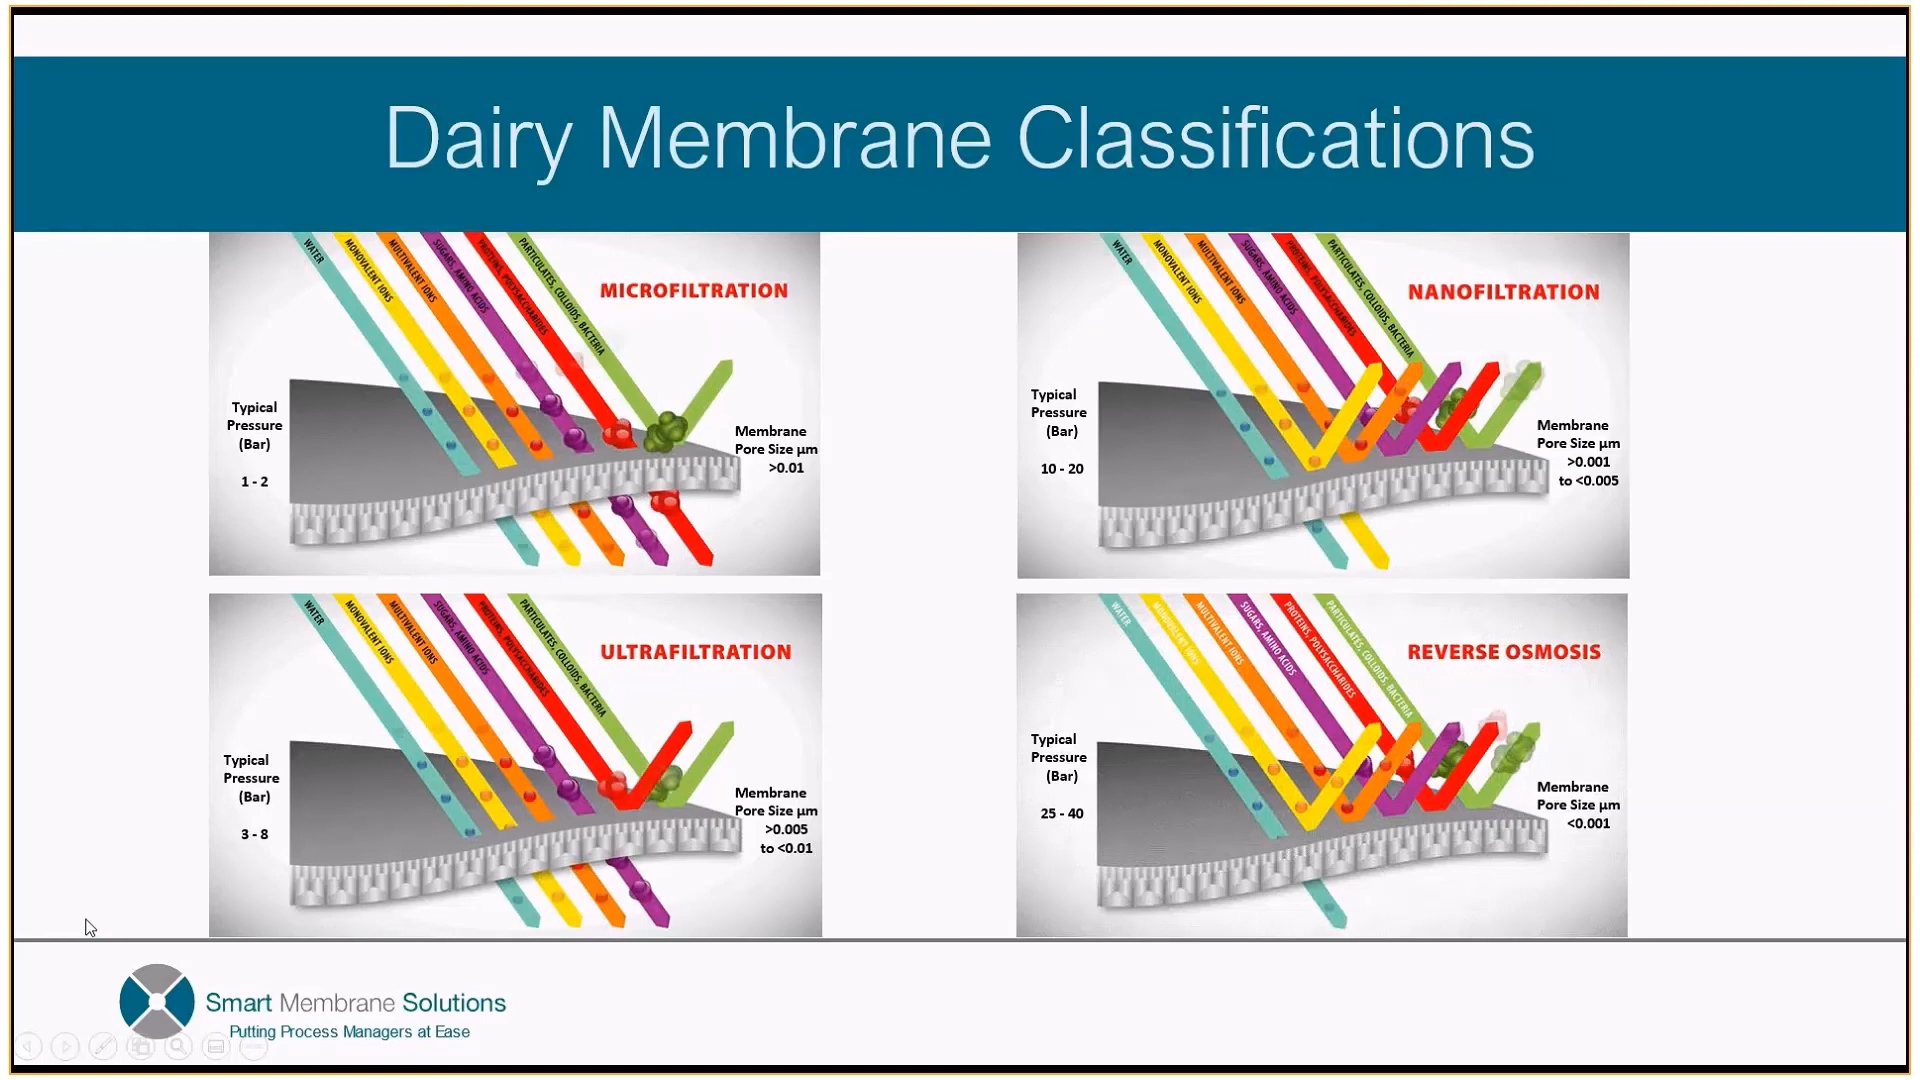 Dairy Membrane Classifications
WATER
MONOVALENT IONS
MULTIVALENT IONS
SUGARS, AMINO ACIDS
PROTEINS, POLYSACCHARIDES
PARTICULATES, COLLOIDS, BACTERIA
MICROFILTRATION
Typical
Pressure
(Bar)
1 - 2
Membrane
Pore Size µm
>0.01
WATER
MONOVALENT IONS
MULTIVALENT IONS
SUGARS, AMINO ACIDS
PROTEINS, POLYSACCHARIDES
PARTICULATES, COLLOIDS, BACTERIA
NANOFILTRATION
Typical
Pressure
(Bar)
10 - 20
Membrane
Pore Size µm
>0.001
to <0.005
WATER
MONOVALENT IONS
MULTIVALENT IONS
SUGARS, AMINO ACIDS
PROTEINS, POLYSACCHARIDES
PARTICULATES, COLLOIDS, BACTERIA
ULTRAFILTRATION
Typical
Pressure
(Bar)
3 - 8
Membrane
Pore Size µm
>0.005
to <0.01
WATER
MONOVALENT IONS
MULTIVALENT IONS
SUGARS, AMINO ACIDS
PROTEINS, POLYSACCHARIDES
PARTICULATES, COLLOIDS, BACTERIA
REVERSE OSMOSIS
Typical
Pressure
(Bar)
25 - 40
Membrane
Pore Size µm
<0.001
Smart Membrane Solutions
Putting Process Managers at Ease